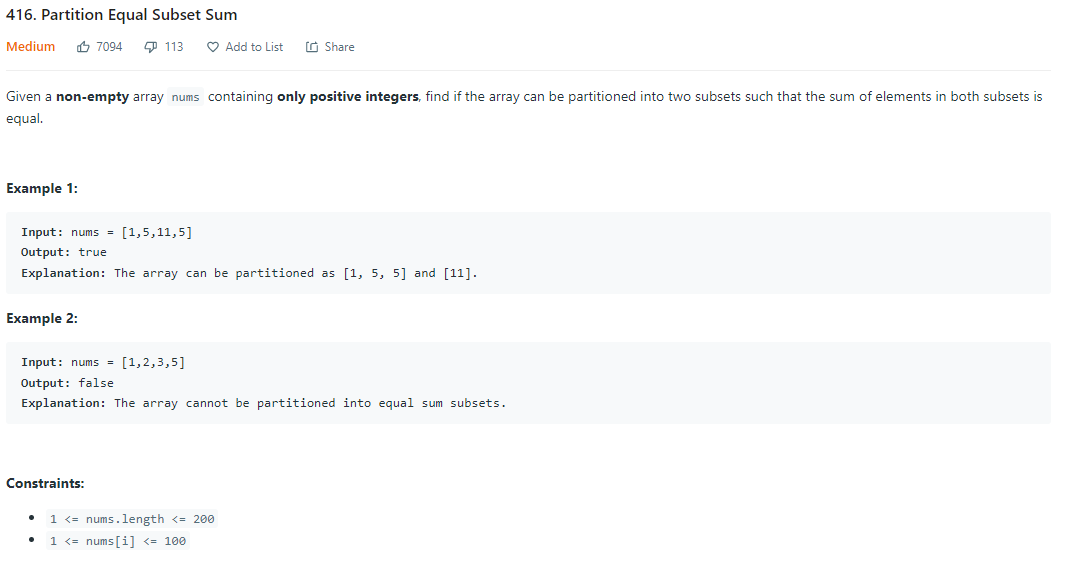 416. Partition Equal Subset Sum
Medium 7094 113 Add to List Share
Given a non-empty array nums containing only positive integers, find if the array can be partitioned into two subsets such that the sum of elements in both subsets is
equal.
Example 1:
Input: nums = [1,5,11,5]
Output: true
Explanation: The array can be partitioned as [1, 5, 5] and [11].
Example 2:
Input: nums = [1,2,3,5]
Output: false
Explanation: The array cannot be partitioned into equal sum subsets.
Constraints:
• 1 <= nums.length <= 200
• 1 <= nums[i] <= 100